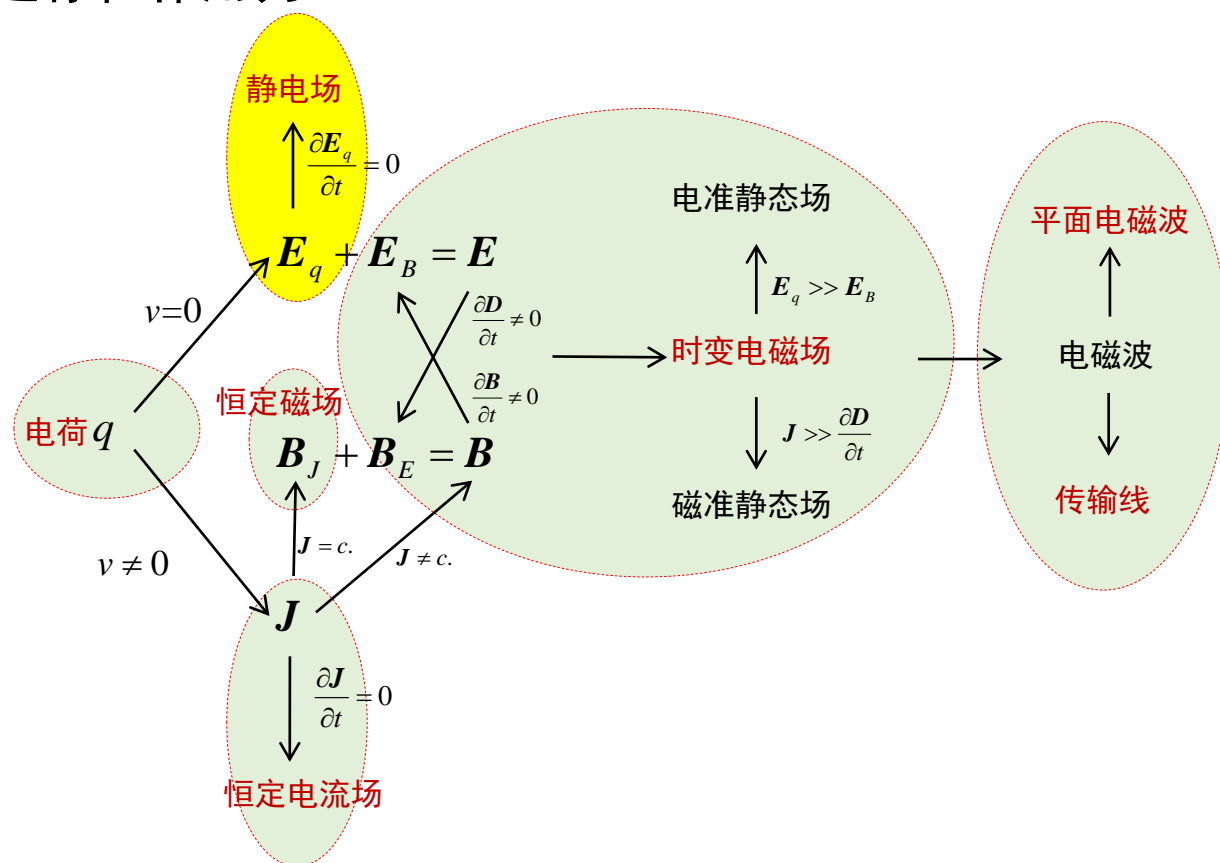 静电场
∂E_q/∂t = 0
E_q + E_B = E
v=0
∂D/∂t ≠ 0
∂B/∂t ≠ 0
电荷 q
恒定磁场
B_J + B_E = B
v ≠ 0
J = c.
J ≠ c.
J
∂J/∂t = 0
恒定电流场
电准静态场
E_q >> E_B
时变电磁场
J >> ∂D/∂t
磁准静态场
平面电磁波
电磁波
传输线